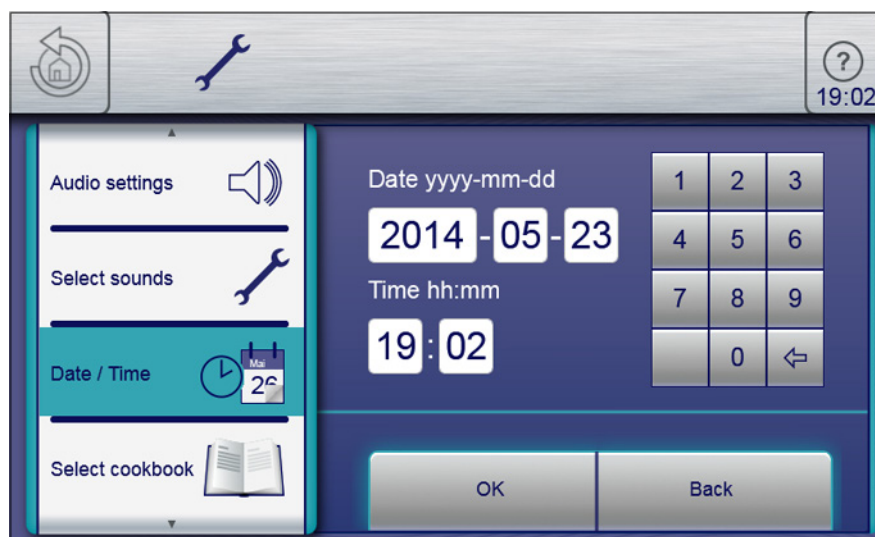 ?
19:02
Audio settings
Select sounds
Date / Time
Mai
26
Select cookbook
Date yyyy-mm-dd
2014 - 05 - 23
Time hh:mm
19 : 02
1 2 3
4 5 6
7 8 9
0
OK Back